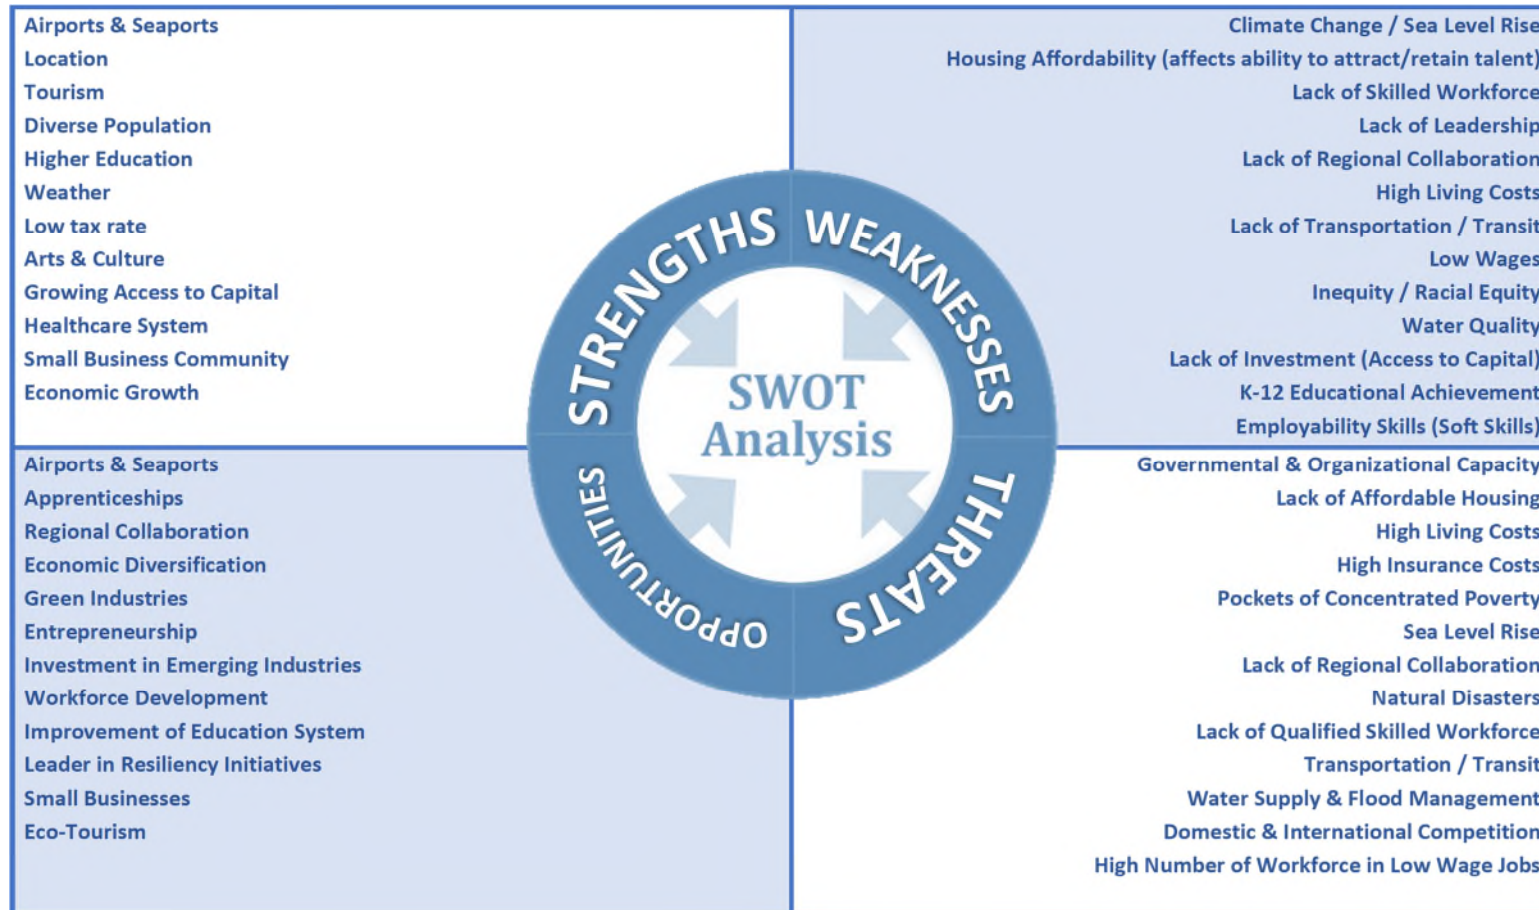 Airports & Seaports
Location
Tourism
Diverse Population
Higher Education
Weather
Low tax rate
Arts & Culture
Growing Access to Capital
Healthcare System
Small Business Community
Economic Growth
Climate Change / Sea Level Rise
Housing Affordability (affects ability to attract/retain talent)
Lack of Skilled Workforce
Lack of Leadership
Lack of Regional Collaboration
High Living Costs
Lack of Transportation / Transit
Low Wages
Inequity / Racial Equity
Water Quality
Lack of Investment (Access to Capital)
K-12 Educational Achievement
Employability Skills (Soft Skills)
STRENGTHS
WEAKNESSES
SWOT
Analysis
OPPORTUNITIES
THREATS
Airports & Seaports
Apprenticeships
Regional Collaboration
Economic Diversification
Green Industries
Entrepreneurship
Investment in Emerging Industries
Workforce Development
Improvement of Education System
Leader in Resiliency Initiatives
Small Businesses
Eco-Tourism
Governmental & Organizational Capacity
Lack of Affordable Housing
High Living Costs
High Insurance Costs
Pockets of Concentrated Poverty
Sea Level Rise
Lack of Regional Collaboration
Natural Disasters
Lack of Qualified Skilled Workforce
Transportation / Transit
Water Supply & Flood Management
Domestic & International Competition
High Number of Workforce in Low Wage Jobs